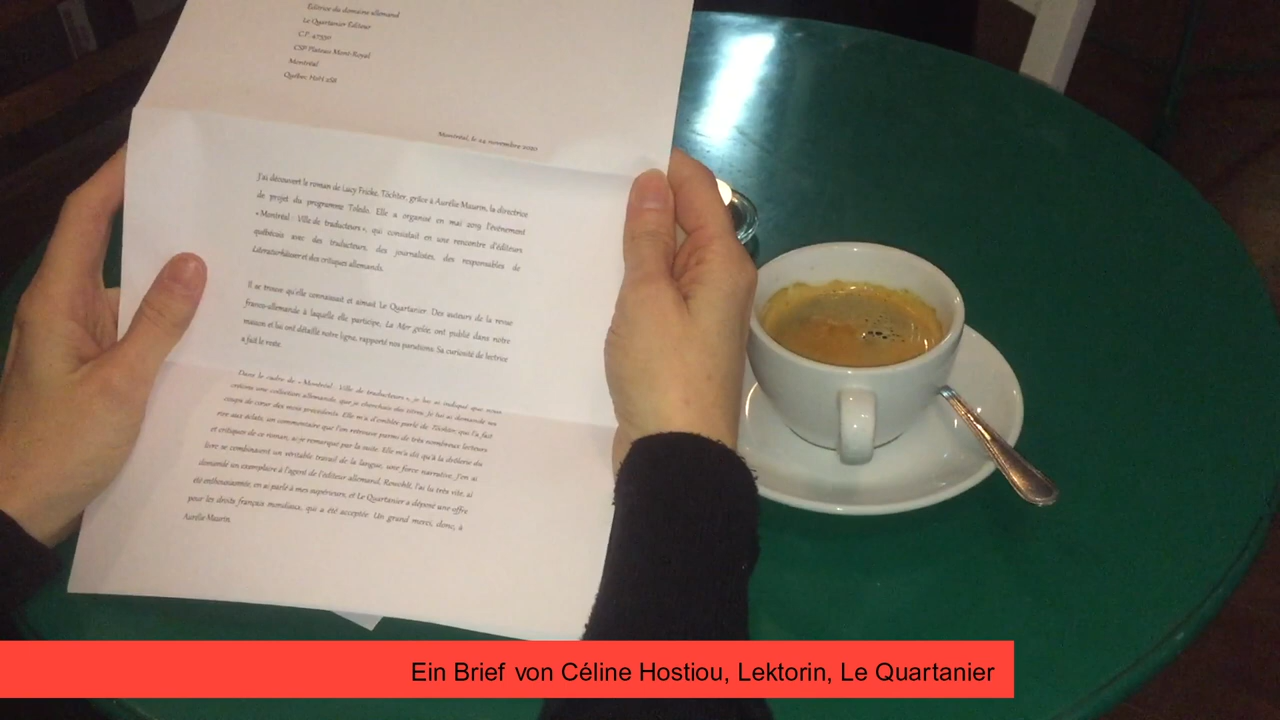 Éditrice du domaine allemand
Le Quartanier Éditeur
C.P. 47550
CSP Plateau Mont-Royal
Montréal
Québec H2H 2S8
Montréal, le 24 novembre 2020
J'ai découvert le roman de Lucy Fricke, Töchter, grâce à Aurélie Maurin, la directrice
de projet du programme Toledo. Elle a organisé en mai 2019 l'événement
« Montréal : Ville de traducteurs », qui consistait en une rencontre d'éditeurs
québécois avec des traducteurs, des journalistes, des responsables de
Literaturhäuser et des critiques allemands.
Il se trouve qu'elle connaissait et aimait Le Quartanier. Des auteurs de la revue
franco-allemande à laquelle elle participe, La Mer gelée, ont publié dans notre
maison et lui ont détaillé notre ligne, rapporté nos parutions. Sa curiosité de lectrice
a fait le reste.
Dans le cadre de « Montréal : Ville de traducteurs », je lui ai indiqué que nous
créions une collection allemande, que je cherchais des titres. Je lui ai demandé ses
coups de cœur des mois précédents. Elle m'a d'emblée parlé de Töchter, qui l'a fait
rire aux éclats, un commentaire que l'on retrouve parmi de très nombreux lecteurs
et critiques de ce roman, ai-je remarqué par la suite. Elle m'a dit qu'à la drôlerie du
livre se combinaient un véritable travail de la langue, une force narrative. J'en ai
demandé un exemplaire à l'agent de l'éditeur allemand, Rowohlt, l'ai lu très vite, ai
été enthousiasmée, en ai parlé à mes supérieurs, et Le Quartanier a déposé une offre
pour les droits français mondiaux, qui a été acceptée. Un grand merci, donc, à
Aurélie Maurin.
Ein Brief von Céline Hostiou, Lektorin, Le Quartanier